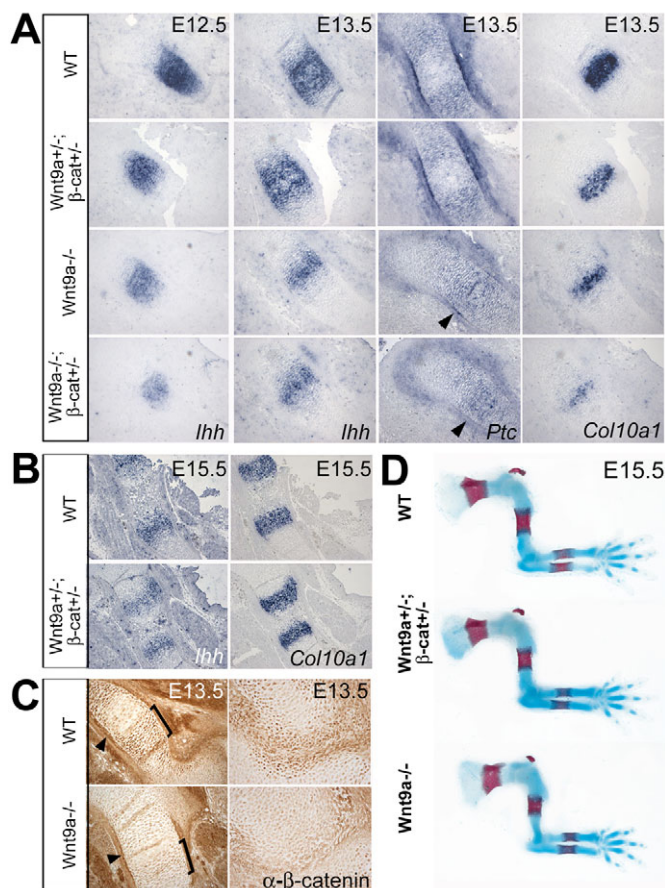 A
E12.5
E13.5
E13.5
E13.5
WT
Wnt9a+/-;
β-cat+/-
Wnt9a-/-
Wnt9a-/-;
β-cat+/-
Ihh
Ihh
Ptc
Col10a1
B
E15.5
E15.5
WT
Wnt9a+/-;
β-cat+/-
Ihh
Col10a1
C
E13.5
E13.5
WT
Wnt9a-/-
α-β-catenin
D
E15.5
WT
Wnt9a+/-;
β-cat+/-
Wnt9a-/-